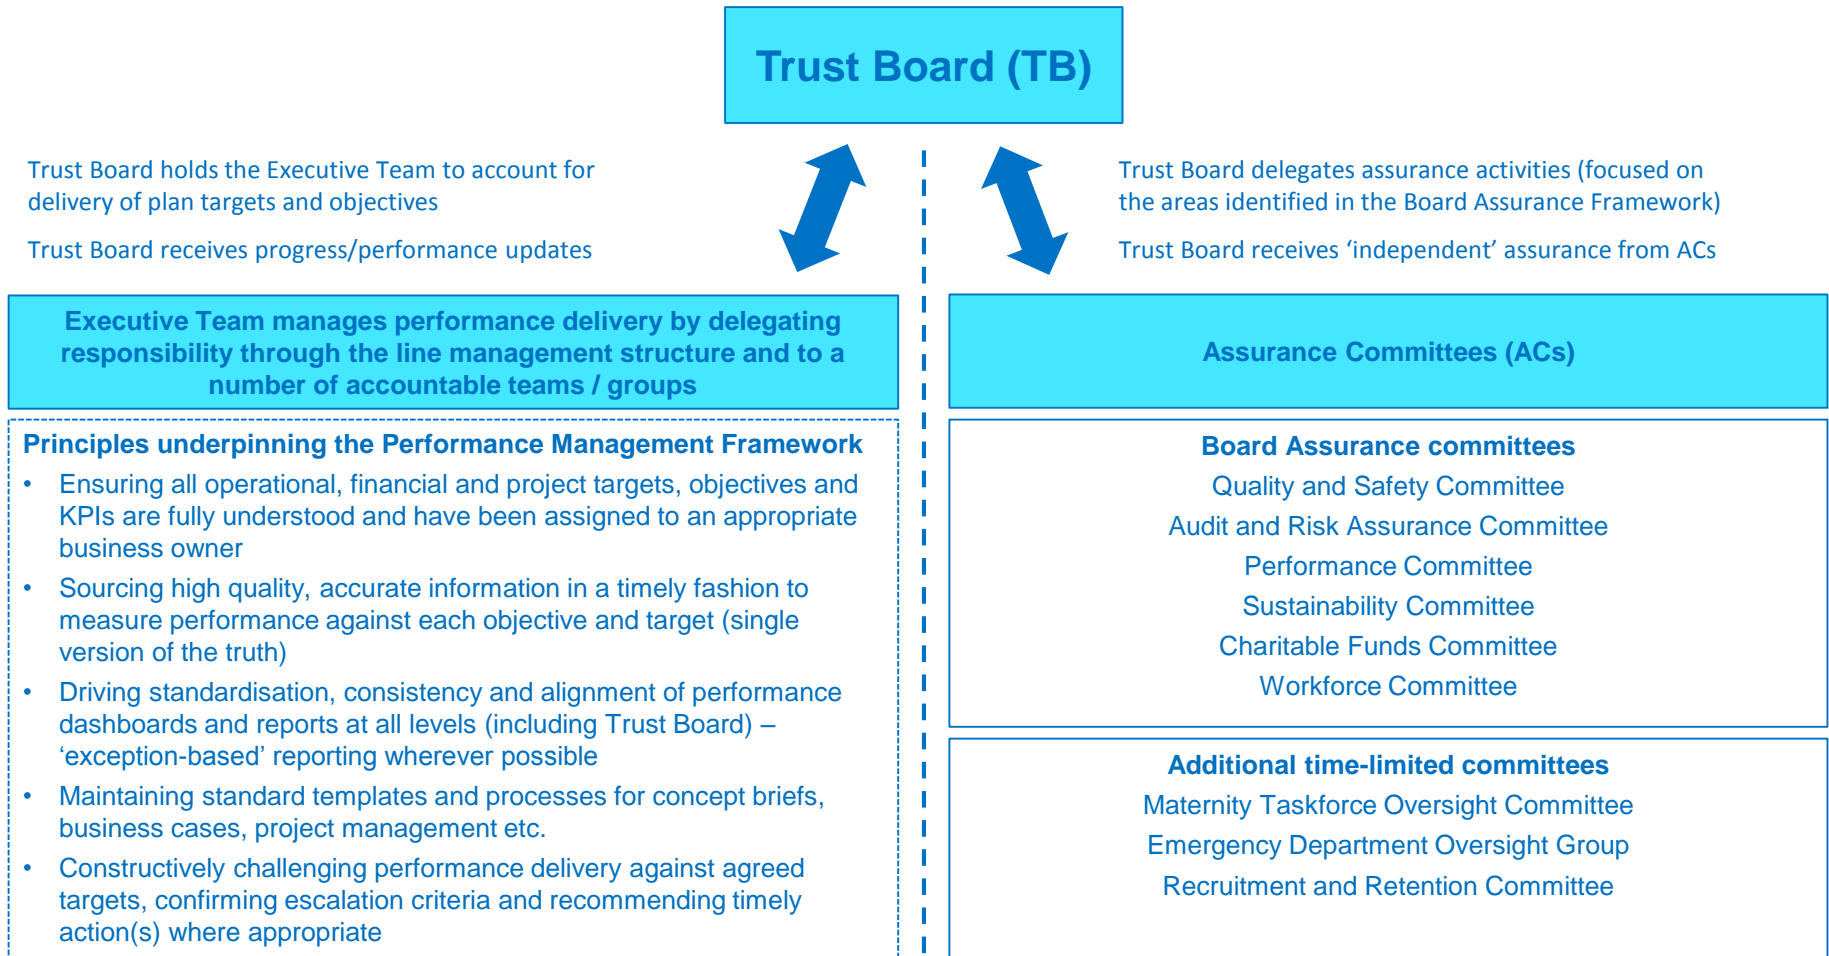 Trust Board (TB)
Trust Board holds the Executive Team to account for
delivery of plan targets and objectives
Trust Board receives progress/performance updates
Trust Board delegates assurance activities (focused on
the areas identified in the Board Assurance Framework)
Trust Board receives ‘independent’ assurance from ACs
Executive Team manages performance delivery by delegating
responsibility through the line management structure and to a
number of accountable teams / groups
Principles underpinning the Performance Management Framework
• Ensuring all operational, financial and project targets, objectives and
KPIs are fully understood and have been assigned to an appropriate
business owner
• Sourcing high quality, accurate information in a timely fashion to
measure performance against each objective and target (single
version of the truth)
• Driving standardisation, consistency and alignment of performance
dashboards and reports at all levels (including Trust Board) –
‘exception-based’ reporting wherever possible
• Maintaining standard templates and processes for concept briefs,
business cases, project management etc.
• Constructively challenging performance delivery against agreed
targets, confirming escalation criteria and recommending timely
action(s) where appropriate
Assurance Committees (ACs)
Board Assurance committees
Quality and Safety Committee
Audit and Risk Assurance Committee
Performance Committee
Sustainability Committee
Charitable Funds Committee
Workforce Committee
Additional time-limited committees
Maternity Taskforce Oversight Committee
Emergency Department Oversight Group
Recruitment and Retention Committee